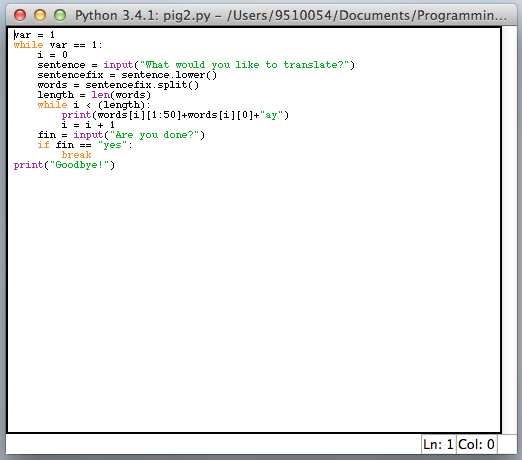 Python 3.4.1: pig2.py – /Users/9510054/Documents/Programmin...
var = 1
while var == 1:
    i = 0
    sentence = input("What would you like to translate?")
    sentencefix = sentence.lower()
    words = sentencefix.split()
    length = len(words)
    while i < (length):
        print(words[i][1:50]+words[i][0]+"ay")
        i = i + 1
    fin = input("Are you done?")
    if fin == "yes":
        break
print("Goodbye!")
Ln: 1 Col: 0